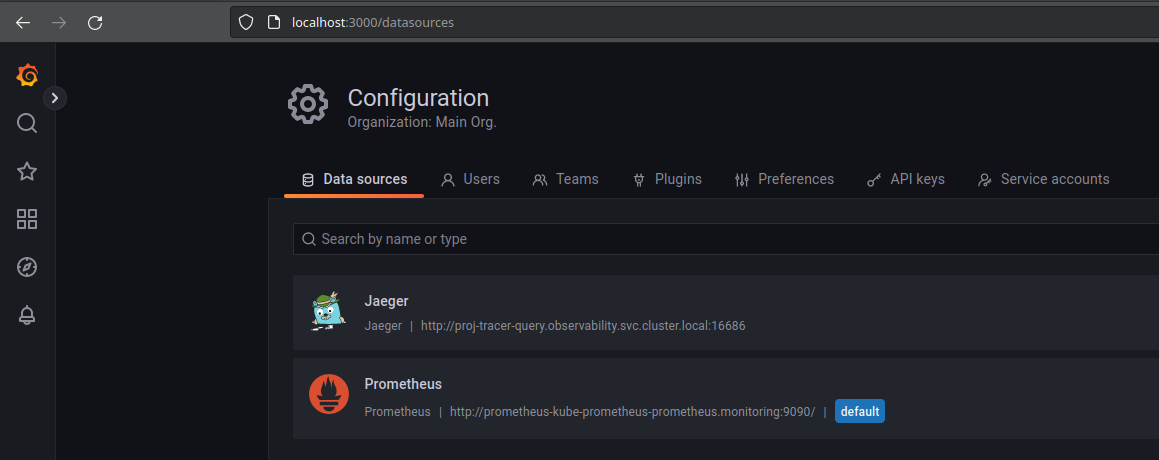 localhost:3000/datasources
Configuration
Organization: Main Org.
Data sources Users Teams Plugins Preferences API keys Service accounts
Search by name or type
Jaeger
Jaeger | http://proj-tracer-query.observability.svc.cluster.local:16686
Prometheus
Prometheus | http://prometheus-kube-prometheus-prometheus.monitoring:9090/ | default